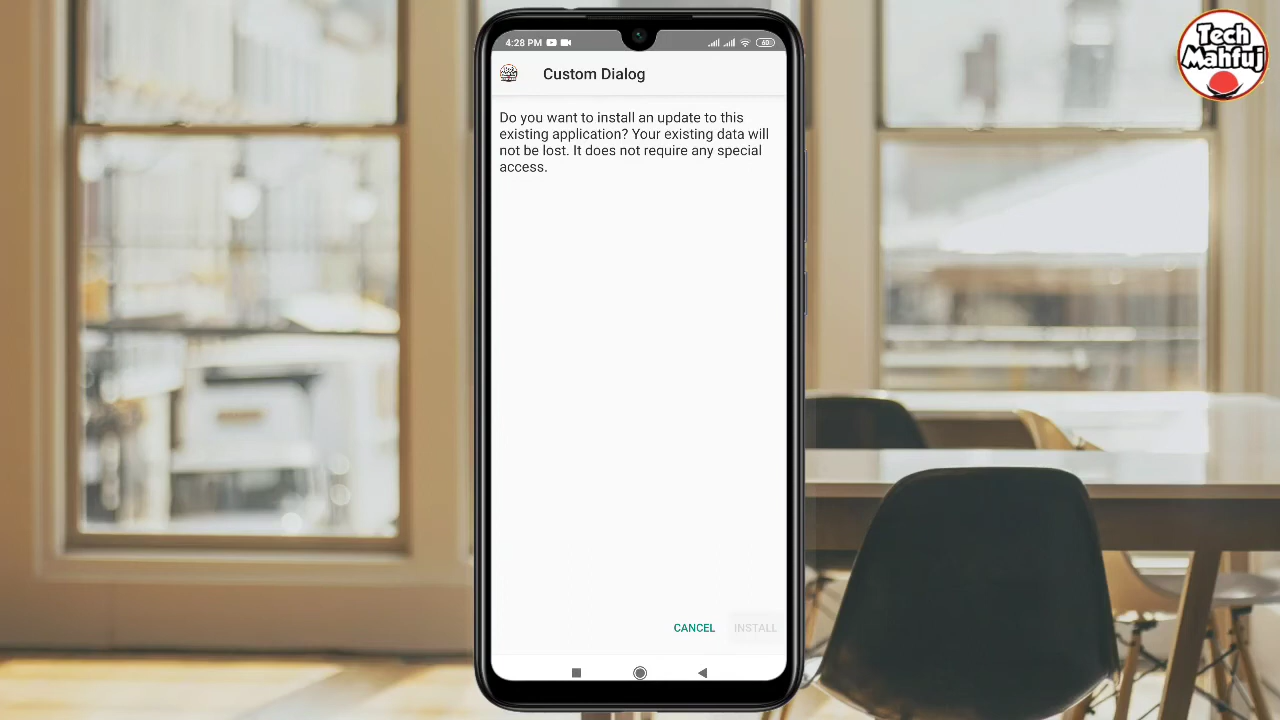 4:28 PM
60
Custom Dialog
Do you want to install an update to this
existing application? Your existing data will
not be lost. It does not require any special
access.
CANCEL
INSTALL
Tech
Mahfuj